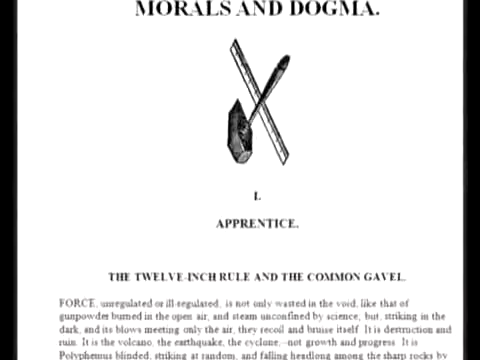 MORALS AND DOGMA.
I.
APPRENTICE.
THE TWELVE-INCH RULE AND THE COMMON GAVEL.
FORCE, unregulated or ill-regulated, is not only wasted in the void, like that of
gunpowder burned in the open air, and steam unconfined by science; but, striking in the
dark, and its blows meeting only the air, they recoil and bruise itself. It is destruction and
ruin. It is the volcano, the earthquake, the cyclone,--not growth and progress. It is
Polyphemus blinded, striking at random, and falling headlong among the sharp rocks by